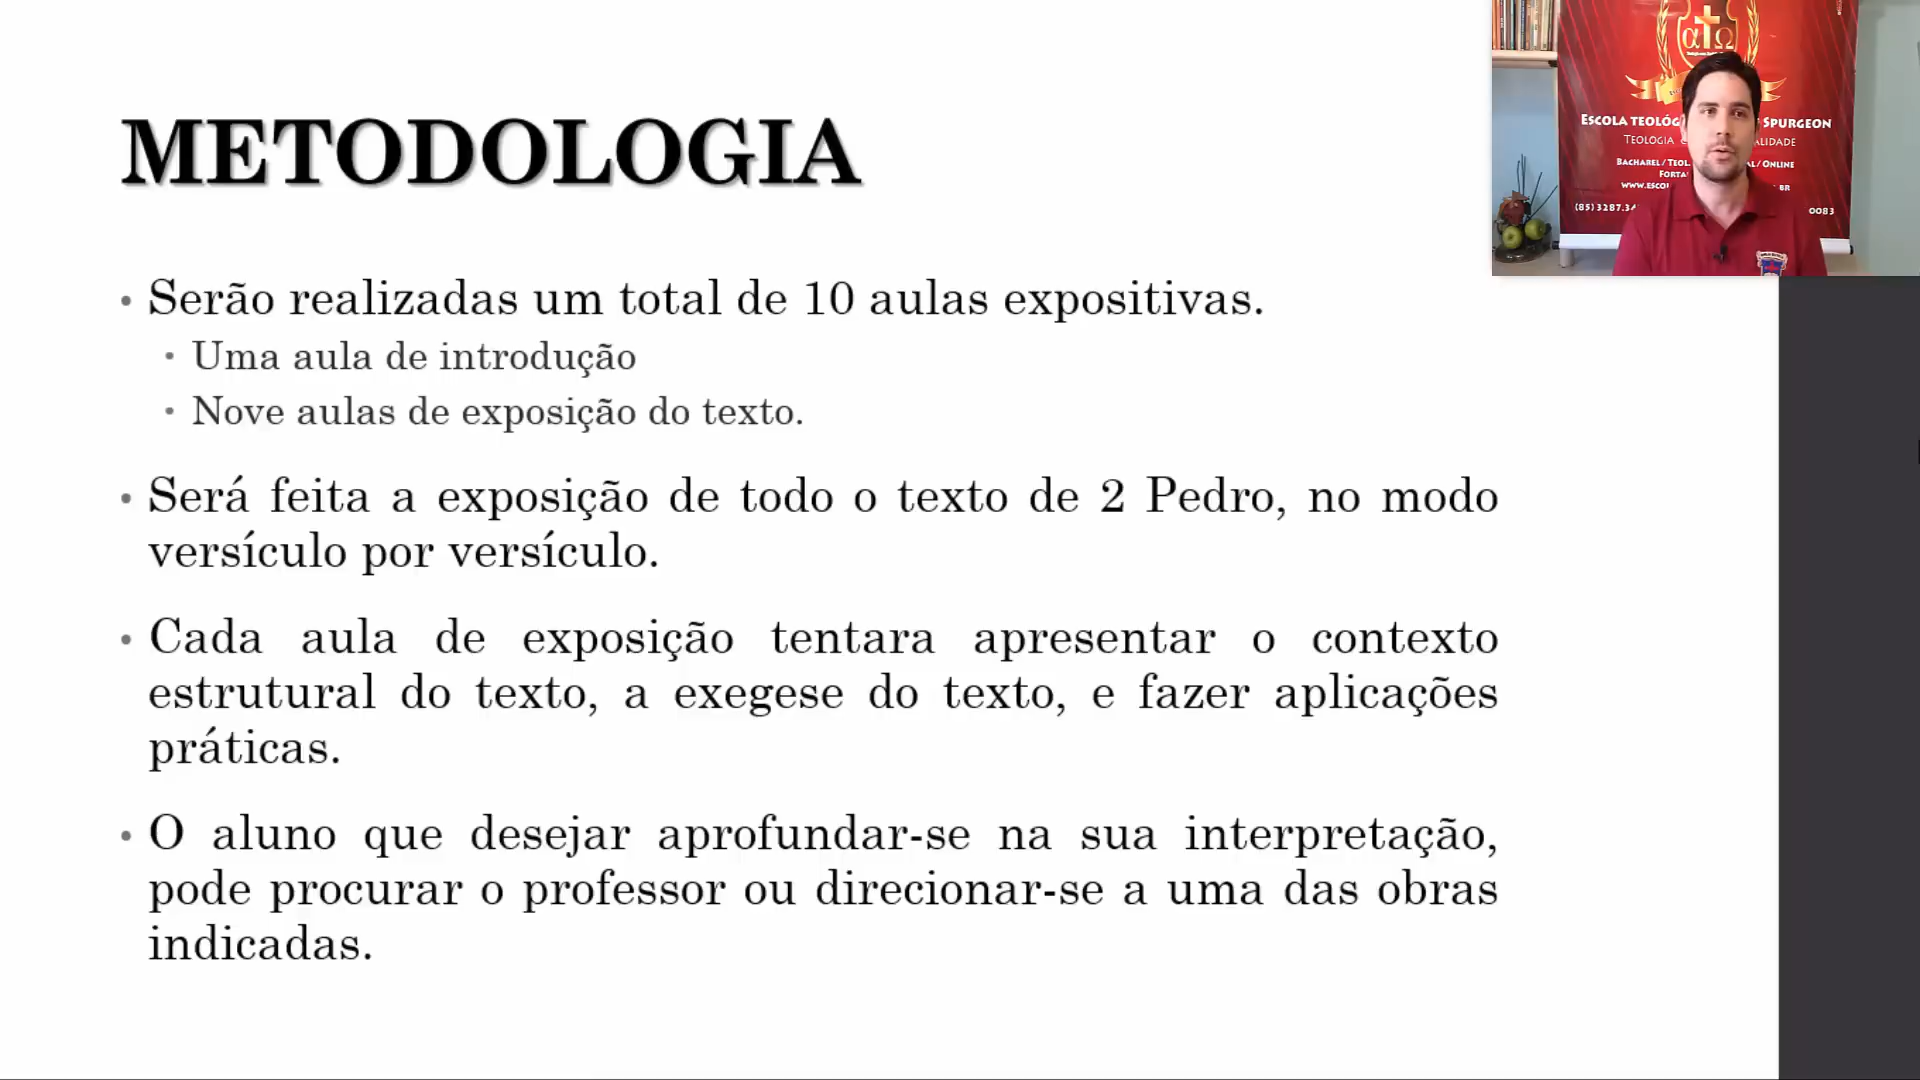 METODOLOGIA
• Serão realizadas um total de 10 aulas expositivas.
• Uma aula de introdução
• Nove aulas de exposição do texto.
• Será feita a exposição de todo o texto de 2 Pedro, no modo
versículo por versículo.
• Cada aula de exposição tentara apresentar o contexto
estrutural do texto, a exegese do texto, e fazer aplicações
práticas.
• O aluno que desejar aprofundar-se na sua interpretação,
pode procurar o professor ou direcionar-se a uma das obras
indicadas.
α Ω
ESCOLA SPURGEON
TEOLOGIA
BACHAREL / ONLINE
(85) 3287.3
0083